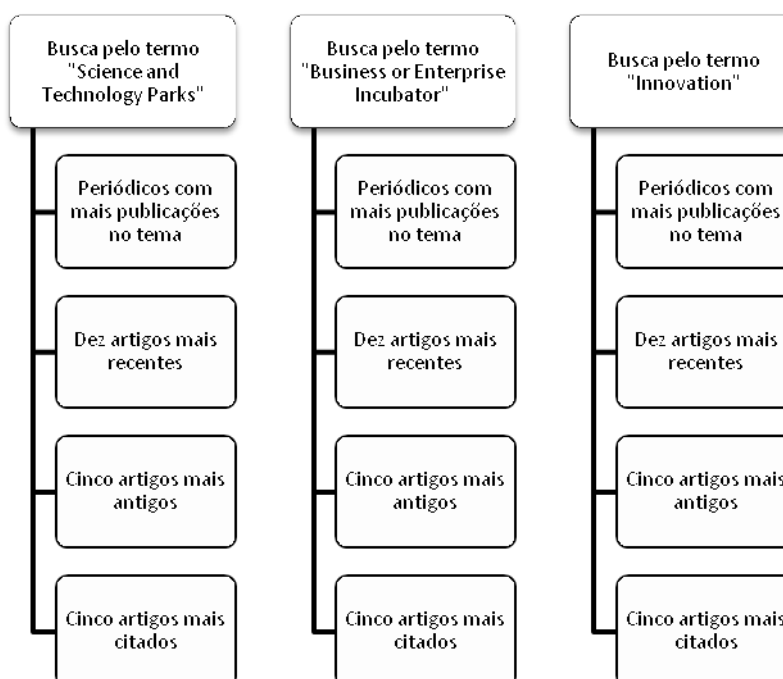 Busca pelo termo
"Science and
Technology Parks"
Periódicos com
mais publicações
no tema
Dez artigos mais
recentes
Cinco artigos mais
antigos
Cinco artigos mais
citados
Busca pelo termo
"Business or Enterprise
Incubator"
Periódicos com
mais publicações
no tema
Dez artigos mais
recentes
Cinco artigos mais
antigos
Cinco artigos mais
citados
Busca pelo termo
"Innovation"
Periódicos com
mais publicações
no tema
Dez artigos mais
recentes
Cinco artigos mais
antigos
Cinco artigos mais
citados